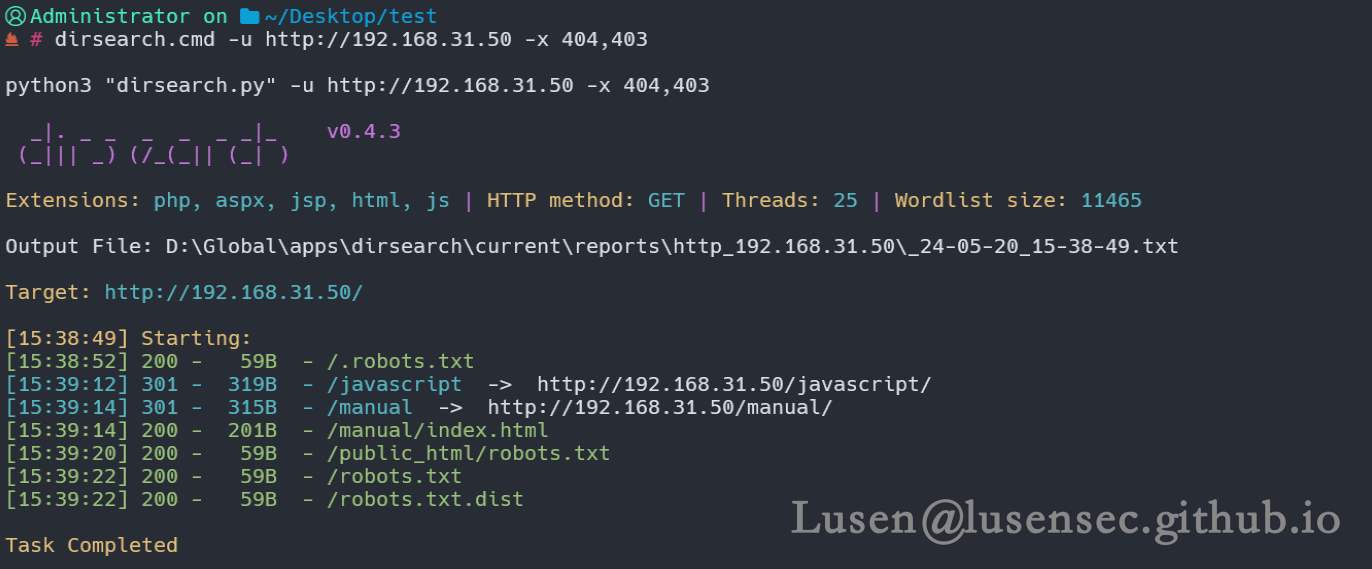 Administrator on ~/Desktop/test
# dirsearch.cmd -u http://192.168.31.50 -x 404,403
python3 "dirsearch.py" -u http://192.168.31.50 -x 404,403
_|. _ _  _  _  _ _|_    v0.4.3
(_||| _) (/_(_|| (_| )
Extensions: php, aspx, jsp, html, js | HTTP method: GET | Threads: 25 | Wordlist size: 11465
Output File: D:\Global\apps\dirsearch\current\reports\http_192.168.31.50\_24-05-20_15-38-49.txt
Target: http://192.168.31.50/
[15:38:49] Starting:
[15:38:52] 200 -   59B  - /.robots.txt
[15:39:12] 301 -  319B  - /javascript  ->  http://192.168.31.50/javascript/
[15:39:14] 301 -  315B  - /manual  ->  http://192.168.31.50/manual/
[15:39:14] 200 -  201B  - /manual/index.html
[15:39:20] 200 -   59B  - /public_html/robots.txt
[15:39:22] 200 -   59B  - /robots.txt
[15:39:22] 200 -   59B  - /robots.txt.dist
Lusen@lusensec.github.io
Task Completed